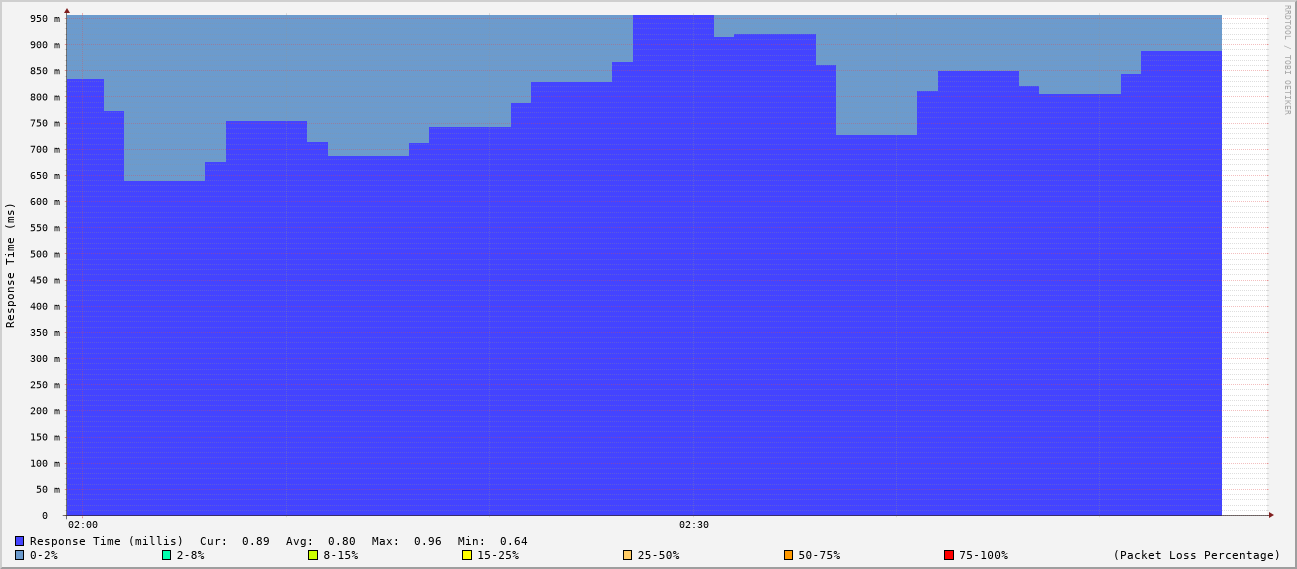 RRDTOOL / TOBI OETIKER
Response Time (ms)
950 m
900 m
850 m
800 m
750 m
700 m
650 m
600 m
550 m
500 m
450 m
400 m
350 m
300 m
250 m
200 m
150 m
100 m
50 m
0
02:00 02:30
Response Time (millis) Cur: 0.89 Avg: 0.80 Max: 0.96 Min: 0.64
0-2% 2-8% 8-15% 15-25% 25-50% 50-75% 75-100% (Packet Loss Percentage)